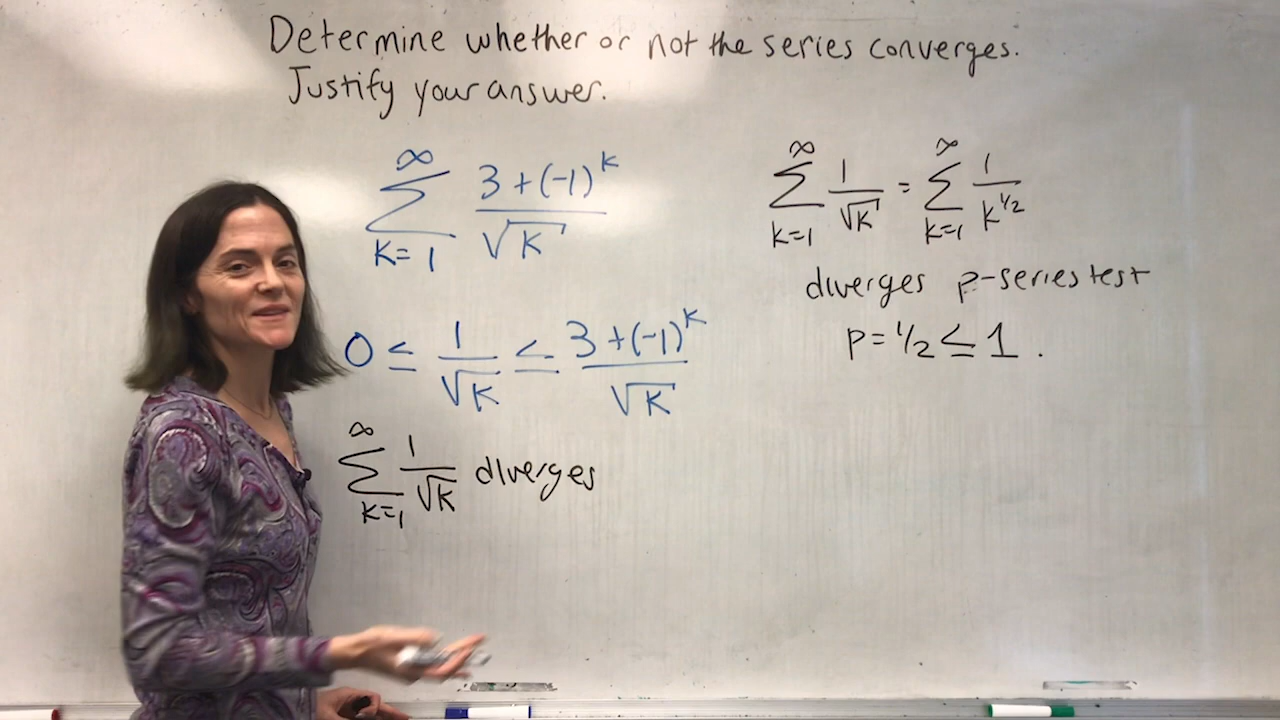 Determine whether or not the series converges.
Justify your answer.
∞
∑ (3+(-1)^k)/√k
k=1
0 ≤ 1/√k ≤ (3+(-1)^k)/√k
∞
∑ 1/√k diverges
k=1
∞ ∞
∑ 1/√k = ∑ 1/k^1/2
k=1 k=1
diverges p-series test
p=1/2 ≤ 1.